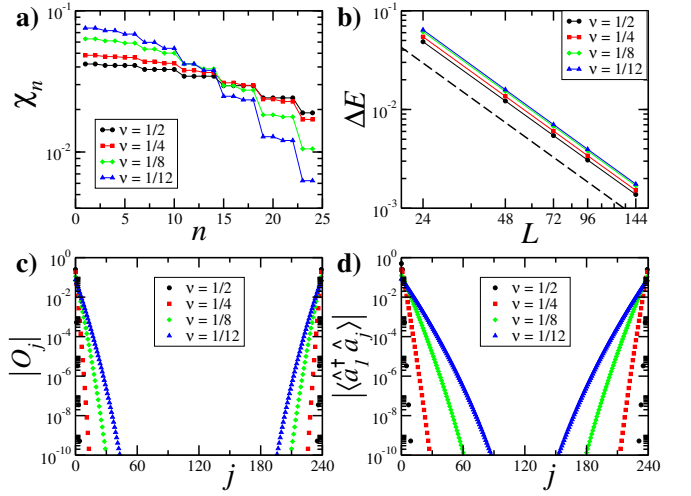 a)
χn
10^-1
10^-2
0 5 10 15 20 25
n
ν = 1/2
ν = 1/4
ν = 1/8
ν = 1/12
b)
ΔE
10^-1
10^-2
10^-3
24 48 72 96 144
L
ν = 1/2
ν = 1/4
ν = 1/8
ν = 1/12
c)
|Oj|
10^0
10^-2
10^-4
10^-6
10^-8
10^-10
0 60 120 180 240
j
ν = 1/2
ν = 1/4
ν = 1/8
ν = 1/12
d)
|⟨â†1 âj⟩|
10^0
10^-2
10^-4
10^-6
10^-8
10^-10
0 60 120 180 240
j
ν = 1/2
ν = 1/4
ν = 1/8
ν = 1/12